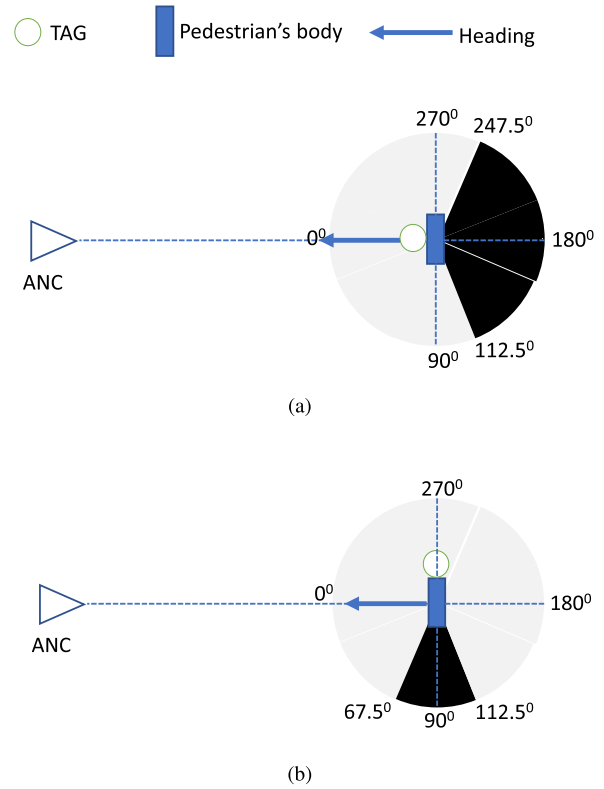 TAG
Pedestrian's body
Heading
270⁰
247.5⁰
0⁰
180⁰
ANC
112.5⁰
90⁰
(a)
270⁰
0⁰
180⁰
ANC
67.5⁰
90⁰
112.5⁰
(b)